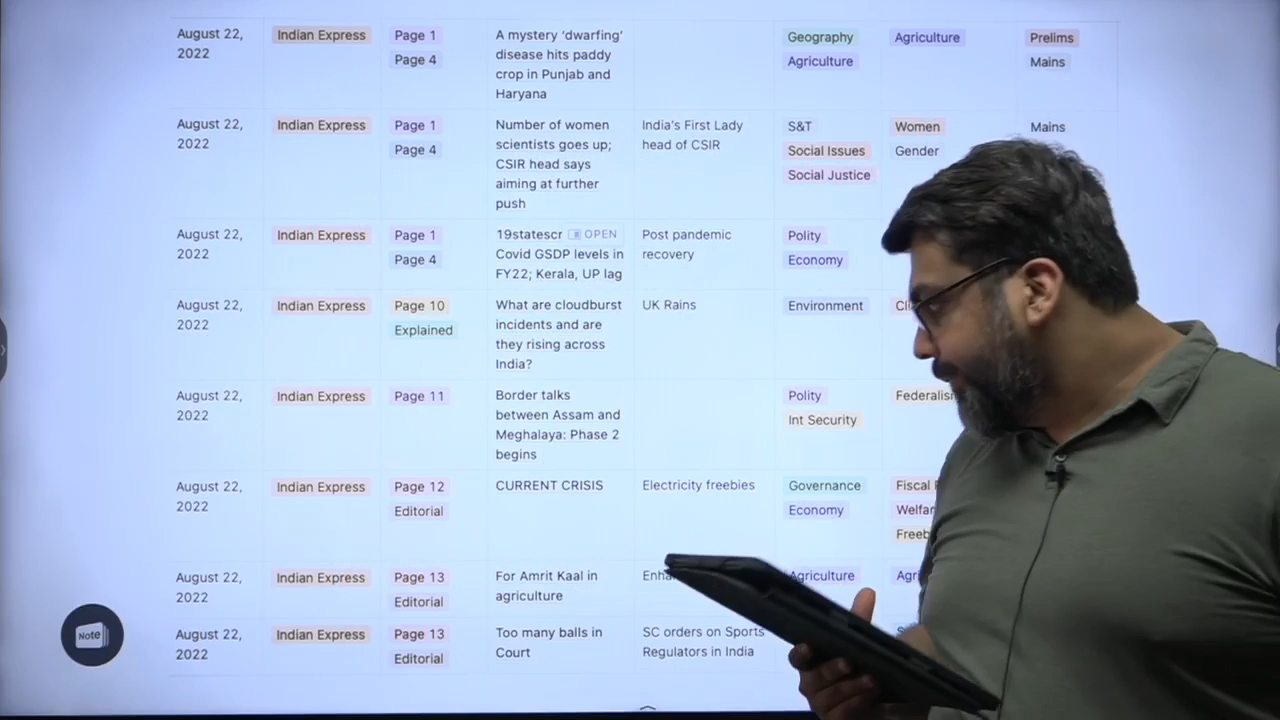 August 22,
2022
Indian Express
Page 1
Page 4
A mystery ‘dwarfing’
disease hits paddy
crop in Punjab and
Haryana
Geography
Agriculture
Agriculture
Prelims
Mains
August 22,
2022
Indian Express
Page 1
Page 4
Number of women
scientists goes up;
CSIR head says
aiming at further
push
India’s First Lady
head of CSIR
S&T
Social Issues
Social Justice
Women
Gender
Mains
August 22,
2022
Indian Express
Page 1
Page 4
19statescr OPEN
Covid GSDP levels in
FY22; Kerala, UP lag
Post pandemic
recovery
Polity
Economy
August 22,
2022
Indian Express
Page 10
Explained
What are cloudburst
incidents and are
they rising across
India?
UK Rains
Environment
August 22,
2022
Indian Express
Page 11
Border talks
between Assam and
Meghalaya: Phase 2
begins
Polity
Int Security
Federalism
August 22,
2022
Indian Express
Page 12
Editorial
CURRENT CRISIS
Electricity freebies
Governance
Economy
Fiscal
August 22,
2022
Indian Express
Page 13
Editorial
For Amrit Kaal in
agriculture
Agriculture
August 22,
2022
Indian Express
Page 13
Editorial
Too many balls in
Court
SC orders on Sports
Regulators in India
Note